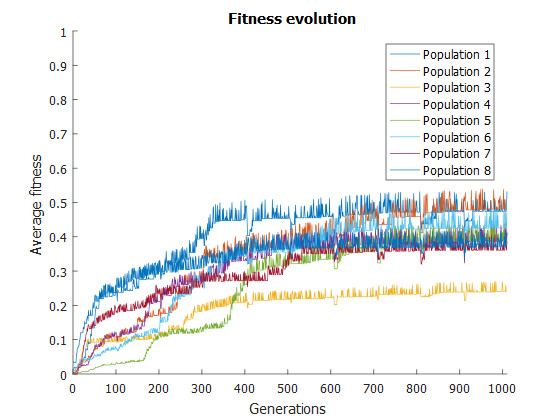 Fitness evolution
1
0.9
0.8
0.7
0.6
0.5
0.4
0.3
0.2
0.1
0
Average fitness
Population 1
Population 2
Population 3
Population 4
Population 5
Population 6
Population 7
Population 8
0 100 200 300 400 500 600 700 800 900 1000
Generations